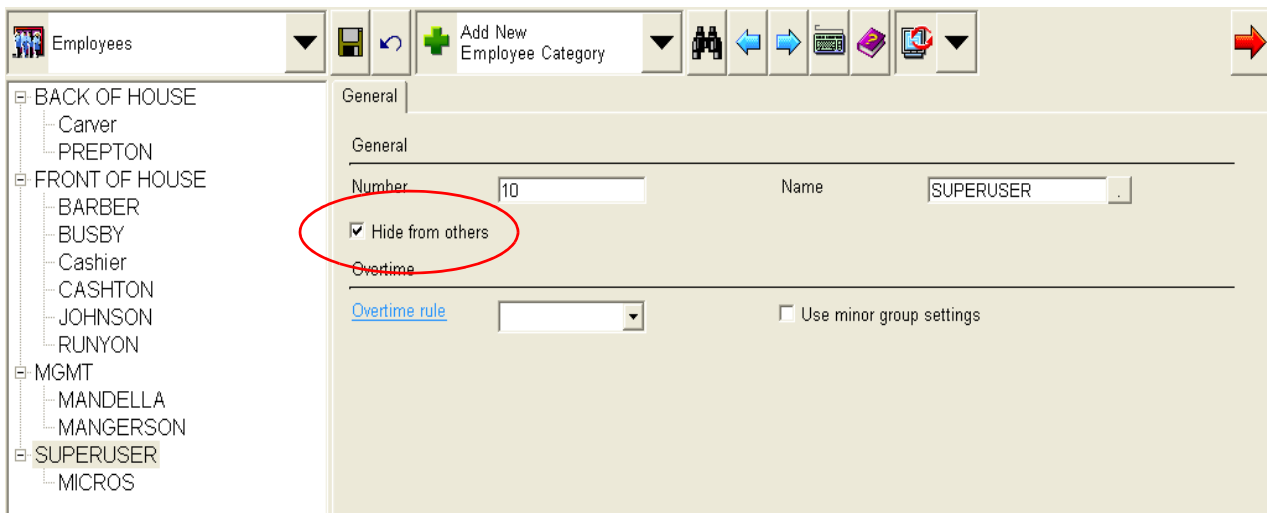 Employees
Add New
Employee Category
BACK OF HOUSE
Carver
PREPTON
FRONT OF HOUSE
BARBER
BUSBY
Cashier
CASHTON
JOHNSON
RUNYON
MGMT
MANDELLA
MANGERSON
SUPERUSER
MICROS
General
General
Number 10 Name SUPERUSER .
Hide from others
Overtime
Overtime rule Use minor group settings